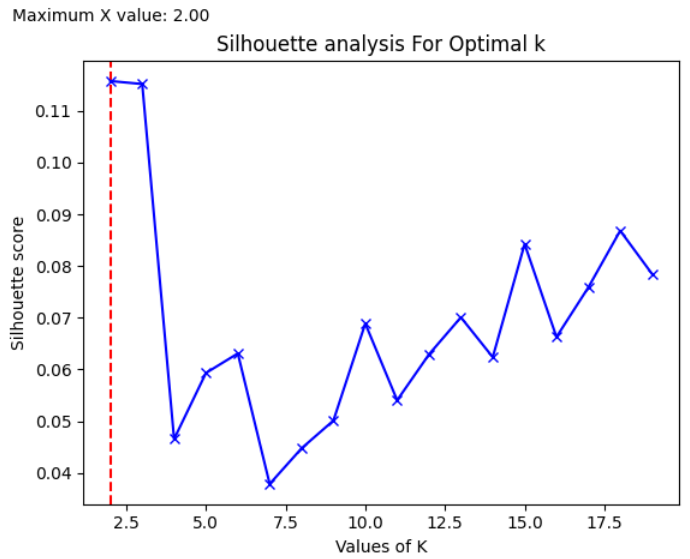 Maximum X value: 2.00
Silhouette analysis For Optimal k
Silhouette score
0.11
0.10
0.09
0.08
0.07
0.06
0.05
0.04
2.5 5.0 7.5 10.0 12.5 15.0 17.5
Values of K